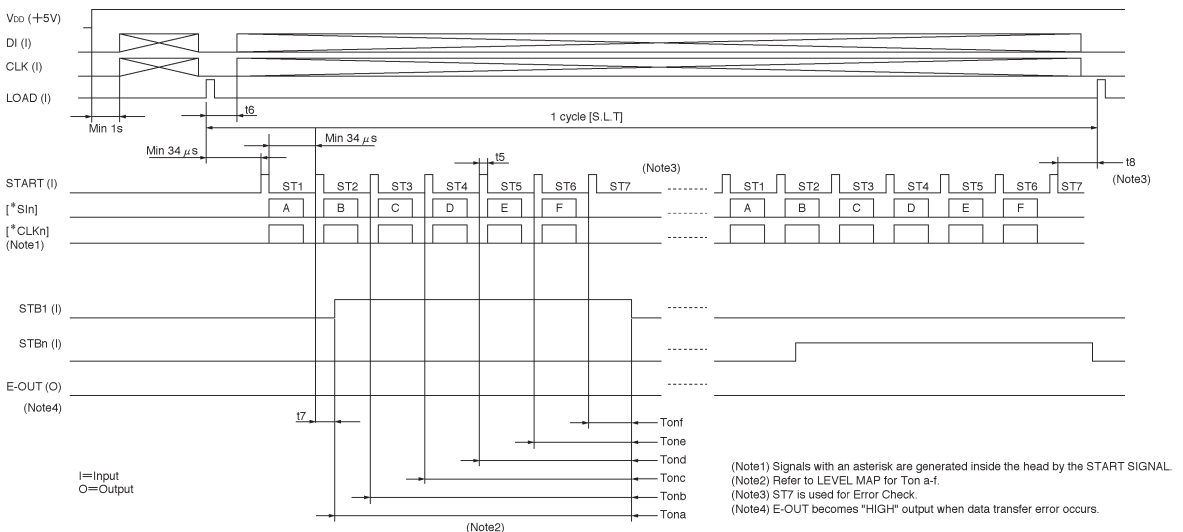 VDD (+5V)
DI (I)
CLK (I)
LOAD (I)
t6
1 cycle [S.L.T]
Min 1s
Min 34 μs
Min 34 μs
t5
(Note3)
t8
(Note3)
START (I)
ST1 ST2 ST3 ST4 ST5 ST6 ST7 ST1 ST2 ST3 ST4 ST5 ST6 ST7
[*SIn]
A B C D E F A B C D E F
[*CLKn]
(Note1)
STB1 (I)
STBn (I)
E-OUT (O)
(Note4)
t7
Tonf
Tone
Tond
Tonc
Tonb
Tona
(Note2)
I=Input
O=Output
(Note1) Signals with an asterisk are generated inside the head by the START SIGNAL.
(Note2) Refer to LEVEL MAP for Ton a-f.
(Note3) ST7 is used for Error Check.
(Note4) E-OUT becomes "HIGH" output when data transfer error occurs.